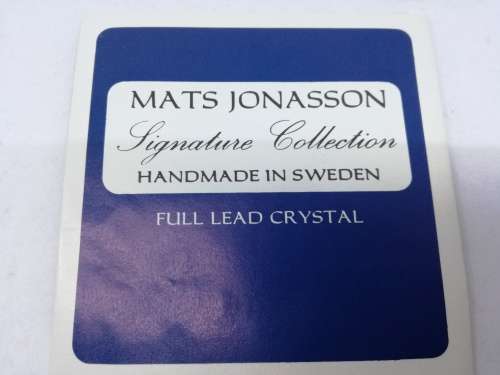 MATS JONASSON
Signature Collection
HANDMADE IN SWEDEN
FULL LEAD CRYSTAL